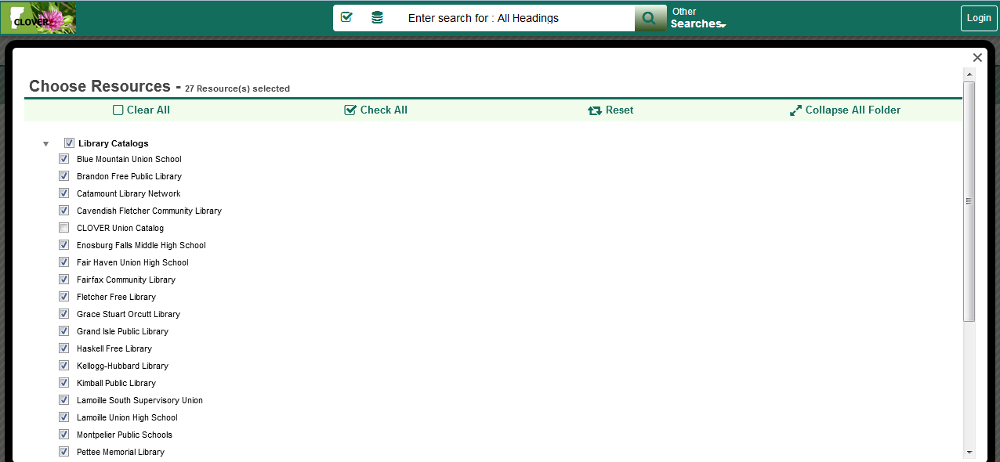 CLOVER
Enter search for : All Headings
Other
Searches
Login
Choose Resources - 27 Resource(s) selected
Clear All
Check All
Reset
Collapse All Folder
Library Catalogs
Blue Mountain Union School
Brandon Free Public Library
Catamount Library Network
Cavendish Fletcher Community Library
CLOVER Union Catalog
Enosburg Falls Middle High School
Fair Haven Union High School
Fairfax Community Library
Fletcher Free Library
Grace Stuart Orcutt Library
Grand Isle Public Library
Haskell Free Library
Kellogg-Hubbard Library
Kimball Public Library
Lamoille South Supervisory Union
Lamoille Union High School
Montpelier Public Schools
Pettee Memorial Library